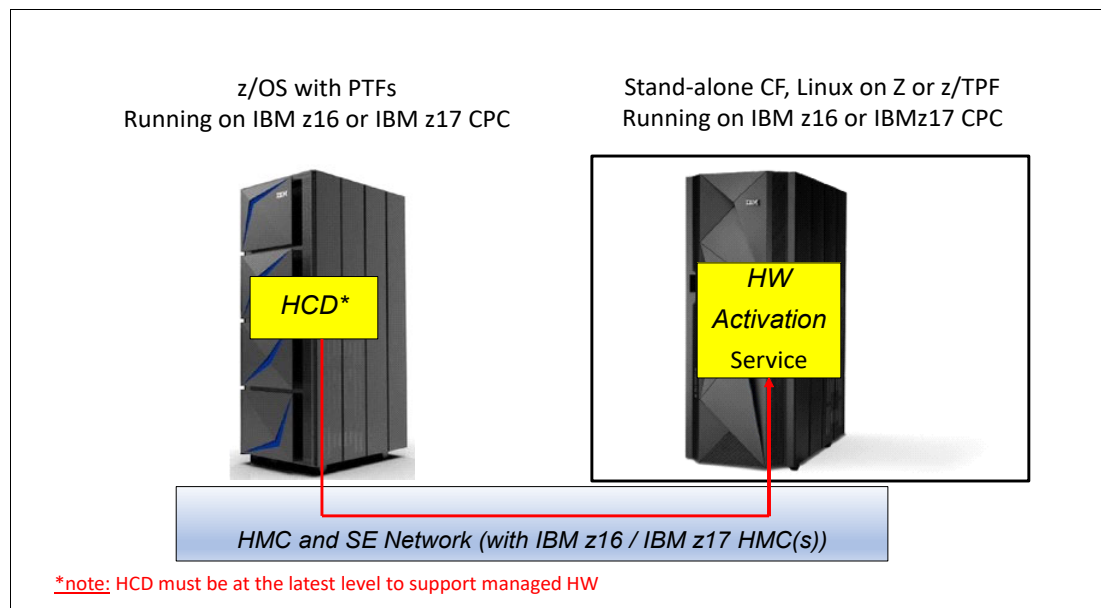 z/OS with PTFs
Running on IBM z16 or IBM z17 CPC
Stand-alone CF, Linux on Z or z/TPF
Running on IBM z16 or IBMz17 CPC
IBM
HCD*
IBM
HW
Activation
Service
HMC and SE Network (with IBM z16 / IBM z17 HMC(s))
*note: HCD must be at the latest level to support managed HW